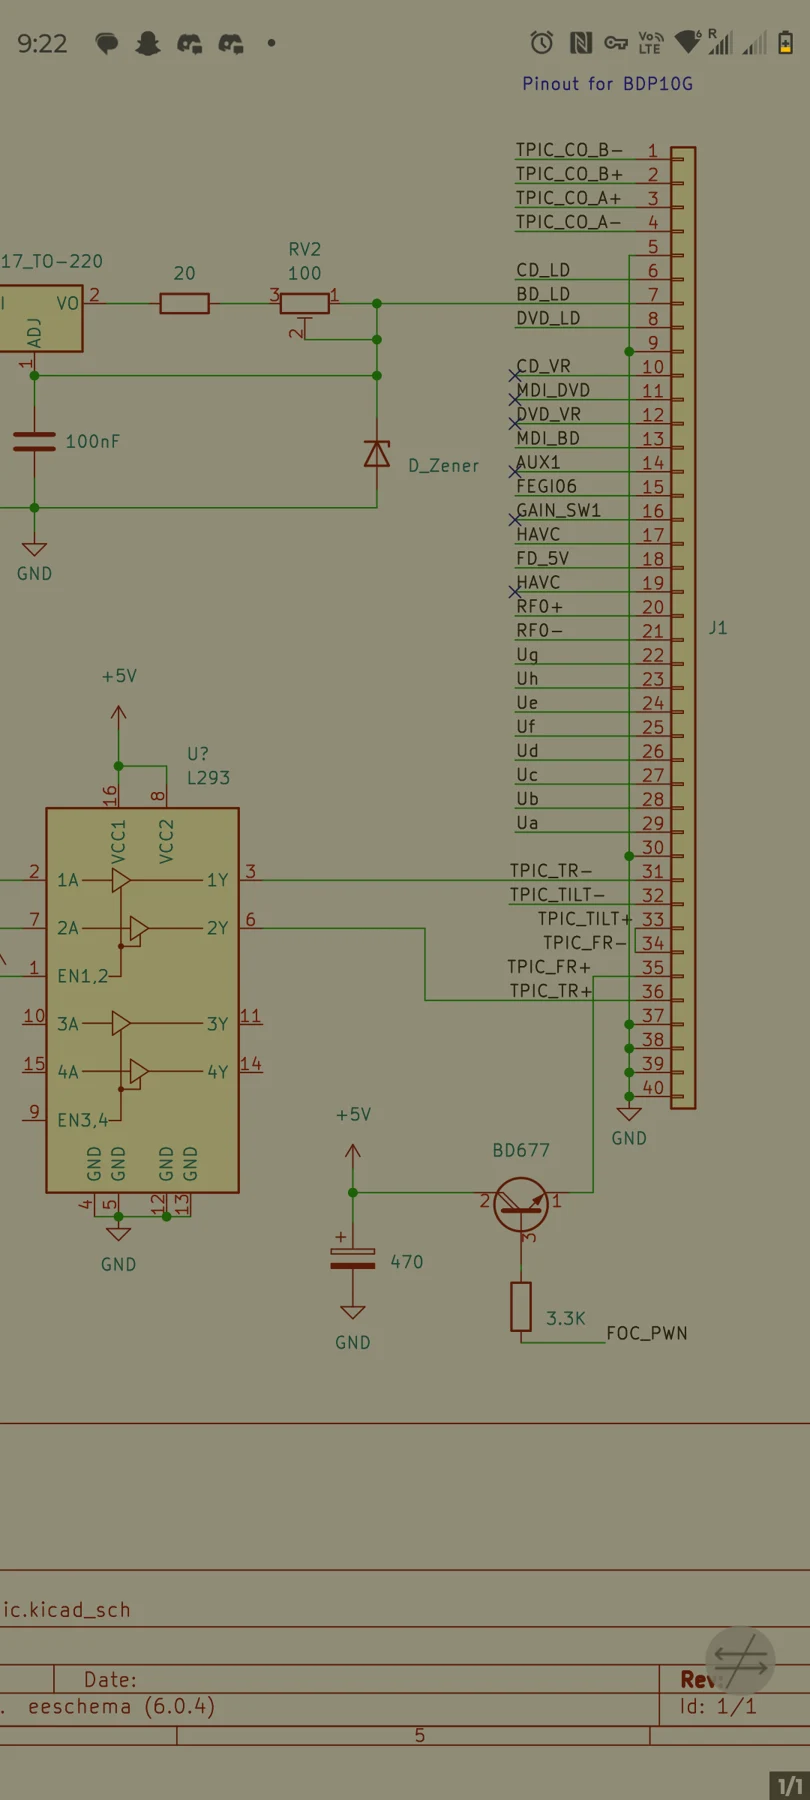 9:22
R
Vo LTE
6
Pinout for BDP10G
TPIC_CO_B- 1
TPIC_CO_B+ 2
TPIC_CO_A+ 3
TPIC_CO_A- 4
5
CD_LD 6
BD_LD 7
DVD_LD 8
9
CD_VR 10
MDI_DVD 11
DVD_VR 12
MDI_BD 13
AUX1 14
FEGI06 15
GAIN_SW1 16
HAVC 17
FD_5V 18
HAVC 19
RF0+ 20
RF0- 21
Ug 22
Uh 23
Ue 24
Uf 25
Ud 26
Uc 27
Ub 28
Ua 29
30
TPIC_TR- 31
TPIC_TILT- 32
TPIC_TILT+ 33
TPIC_FR- 34
TPIC_FR+ 35
TPIC_TR+ 36
37
38
39
40
J1
GND
17_TO-220
I VO 2
ADJ
1
20
RV2
100
3 1
2
100nF
D_Zener
GND
+5V
U?
L293
16 8
VCC1 VCC2
2 1A 1Y 3
7 2A 2Y 6
1 EN1,2
10 3A 3Y 11
15 4A 4Y 14
9 EN3,4
GND GND GND GND
4 5 12 13
GND
+5V
+
470
GND
BD677
2 1
3
3.3K
FOC_PWN
ic.kicad_sch
Date:
Rev:
. eeschema (6.0.4)
Id: 1/1
5
1/1